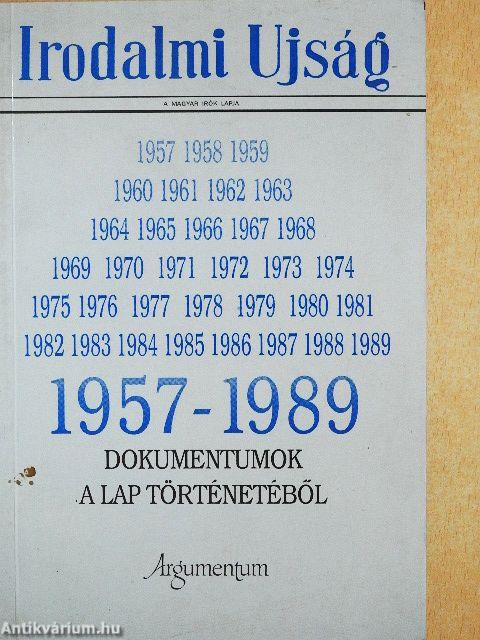 Irodalmi Ujság
A MAGYAR IRÓK LAPJA
1957 1958 1959
1960 1961 1962 1963
1964 1965 1966 1967 1968
1969 1970 1971 1972 1973 1974
1975 1976 1977 1978 1979 1980 1981
1982 1983 1984 1985 1986 1987 1988 1989
1957-1989
DOKUMENTUMOK
A LAP TÖRTÉNETÉBŐL
Argumentum
Antikvárium.hu